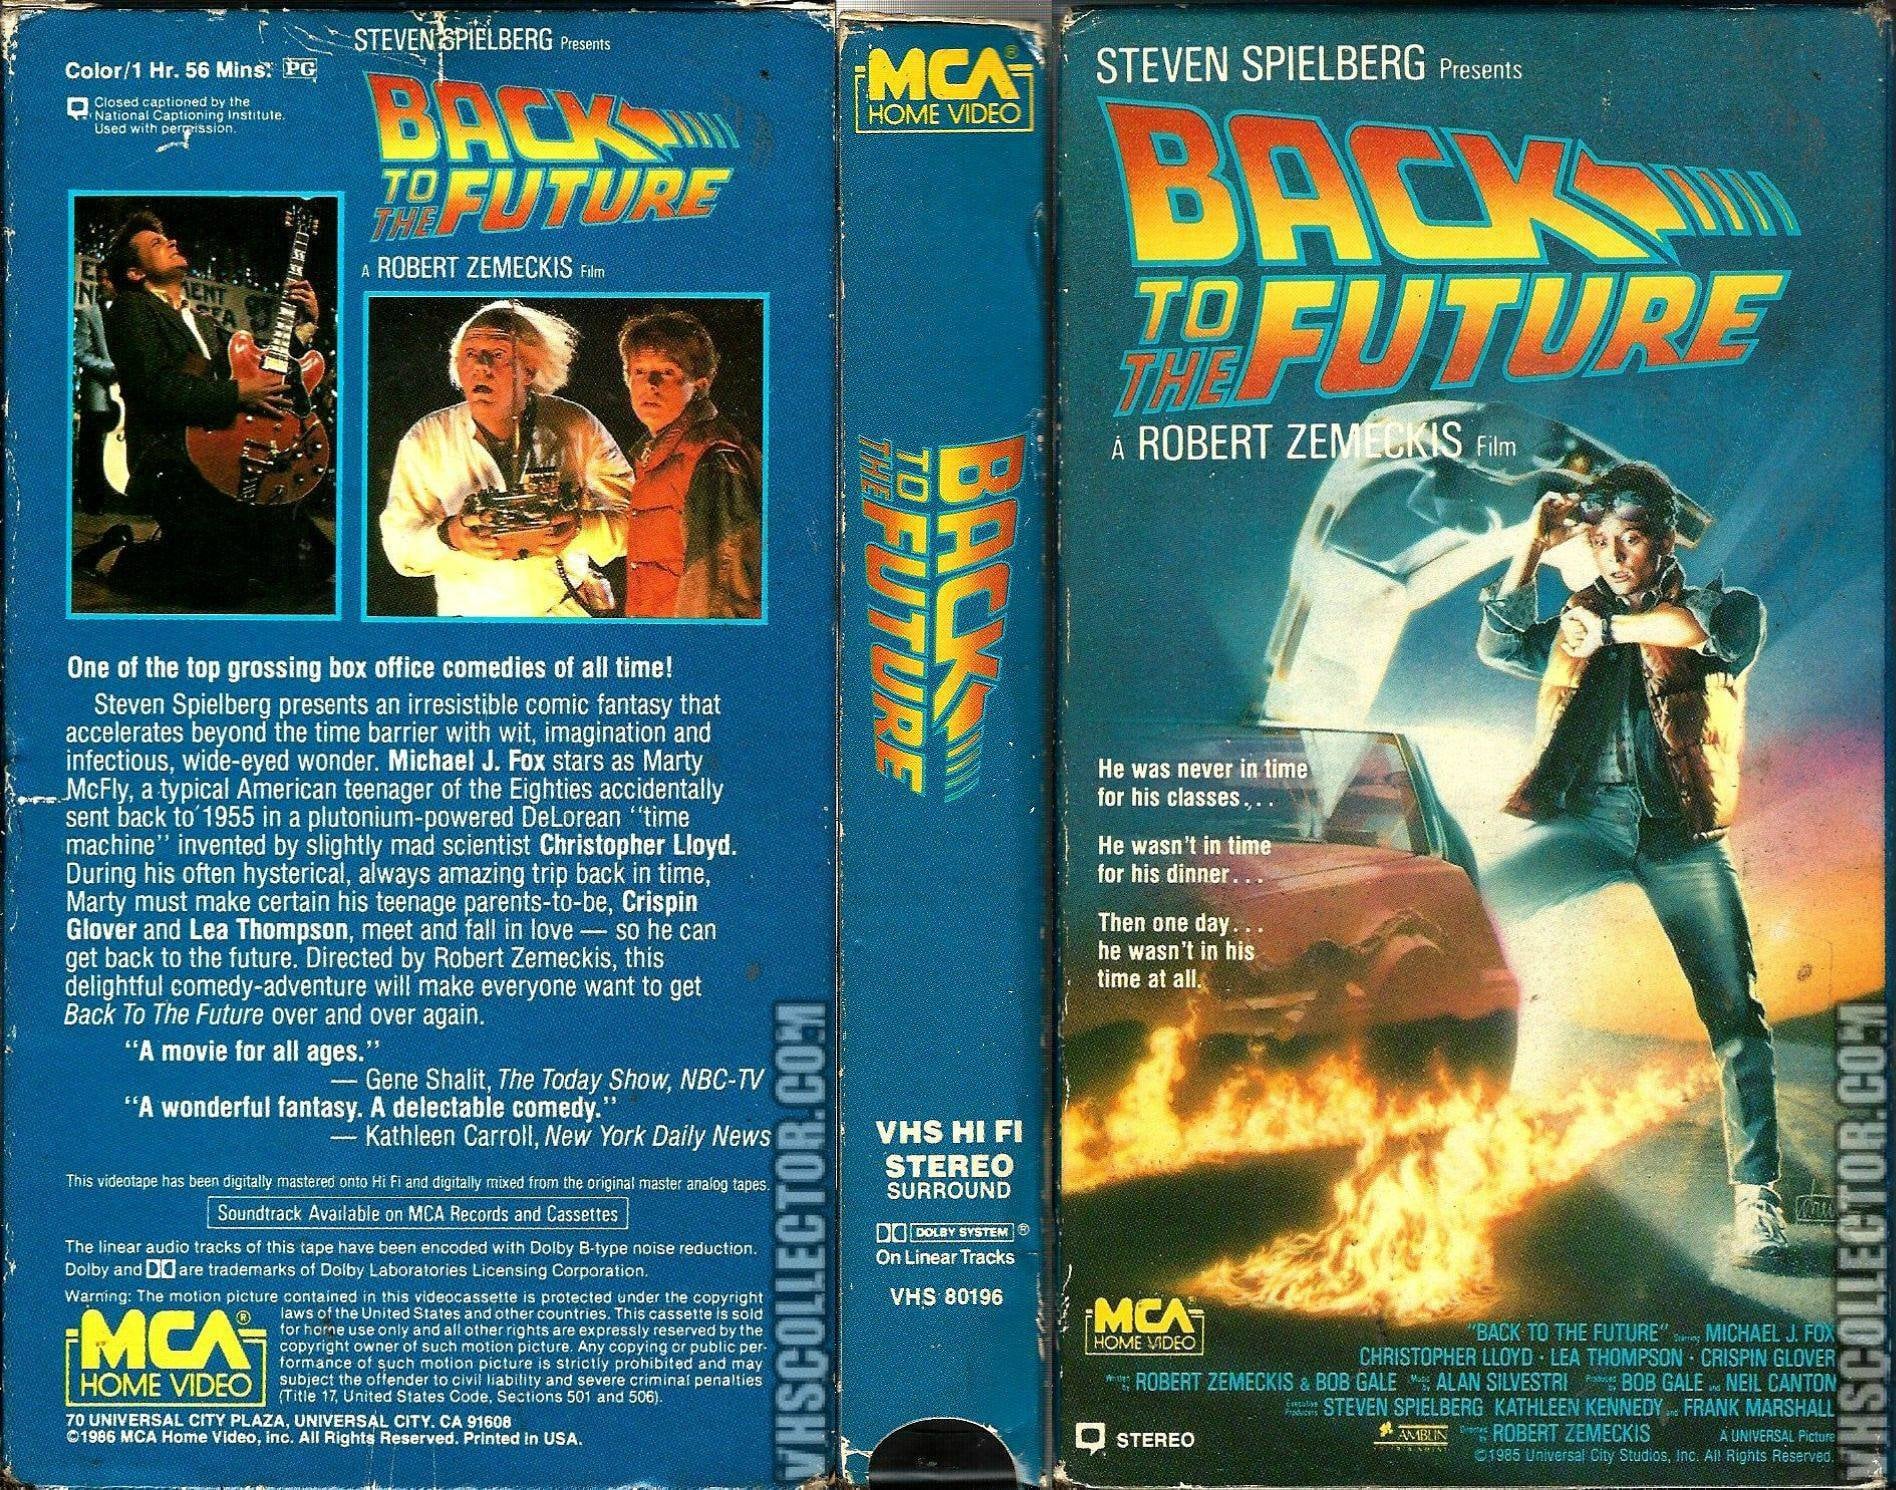 Color/1 Hr. 56 Mins. PG
Closed captioned by the
National Captioning Institute.
Used with permission.
STEVEN SPIELBERG Presents
BACK
TO
THE FUTURE
A ROBERT ZEMECKIS Film
One of the top grossing box office comedies of all time!
Steven Spielberg presents an irresistible comic fantasy that
accelerates beyond the time barrier with wit, imagination and
infectious, wide-eyed wonder. Michael J. Fox stars as Marty
McFly, a typical American teenager of the Eighties accidentally
sent back to 1955 in a plutonium-powered DeLorean "time
machine" invented by slightly mad scientist Christopher Lloyd.
During his often hysterical, always amazing trip back in time,
Marty must make certain his teenage parents-to-be, Crispin
Glover and Lea Thompson, meet and fall in love — so he can
get back to the future. Directed by Robert Zemeckis, this
delightful comedy-adventure will make everyone want to get
Back To The Future over and over again.
"A movie for all ages."
— Gene Shalit, The Today Show, NBC-TV
"A wonderful fantasy. A delectable comedy."
— Kathleen Carroll, New York Daily News
This videotape has been digitally mastered onto Hi Fi and digitally mixed from the original master analog tapes.
Soundtrack Available on MCA Records and Cassettes
The linear audio tracks of this tape have been encoded with Dolby B-type noise reduction.
Dolby and are trademarks of Dolby Laboratories Licensing Corporation.
Warning: The motion picture contained in this videocassette is protected under the copyright
laws of the United States and other countries. This cassette is sold
for home use only and all other rights are expressly reserved by the
copyright owner of such motion picture. Any copying or public per-
formance of such motion picture is strictly prohibited and may
subject the offender to civil liability and severe criminal penalties
(Title 17, United States Code, Sections 501 and 506).
MCA®
HOME VIDEO
70 UNIVERSAL CITY PLAZA, UNIVERSAL CITY. CA 91608
©1986 MCA Home Video, inc. All Rights Reserved. Printed in USA.
VHSCOLLECTOR.COM
MCA®
HOME VIDEO
BACK
TO
THE FUTURE
VHS HI FI
STEREO
SURROUND
DOLBY SYSTEM ®
On Linear Tracks
VHS 80196
STEVEN SPIELBERG Presents
BACK
TO
THE FUTURE
A ROBERT ZEMECKIS Film
He was never in time
for his classes...
He wasn't in time
for his dinner...
Then one day...
he wasn't in his
time at all.
MCA
HOME VIDEO
"BACK TO THE FUTURE" Starring MICHAEL J. FOX
CHRISTOPHER LLOYD · LEA THOMPSON · CRISPIN GLOVER
Written by ROBERT ZEMECKIS & BOB GALE Music by ALAN SILVESTRI Produced by BOB GALE and NEIL CANTON
Executive Producers STEVEN SPIELBERG KATHLEEN KENNEDY and FRANK MARSHALL
AMBLIN Directed by ROBERT ZEMECKIS A UNIVERSAL Picture
©1985 Universal City Studios, Inc. All Rights Reserved.
STEREO
VHSCOLLECTOR.COM